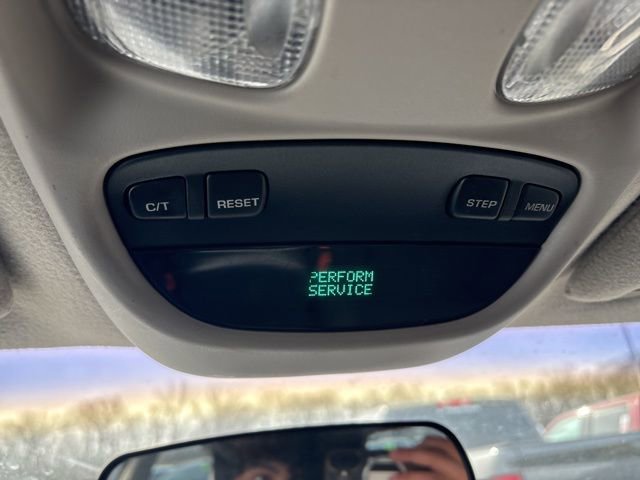 C/T RESET STEP MENU
PERFORM
SERVICE